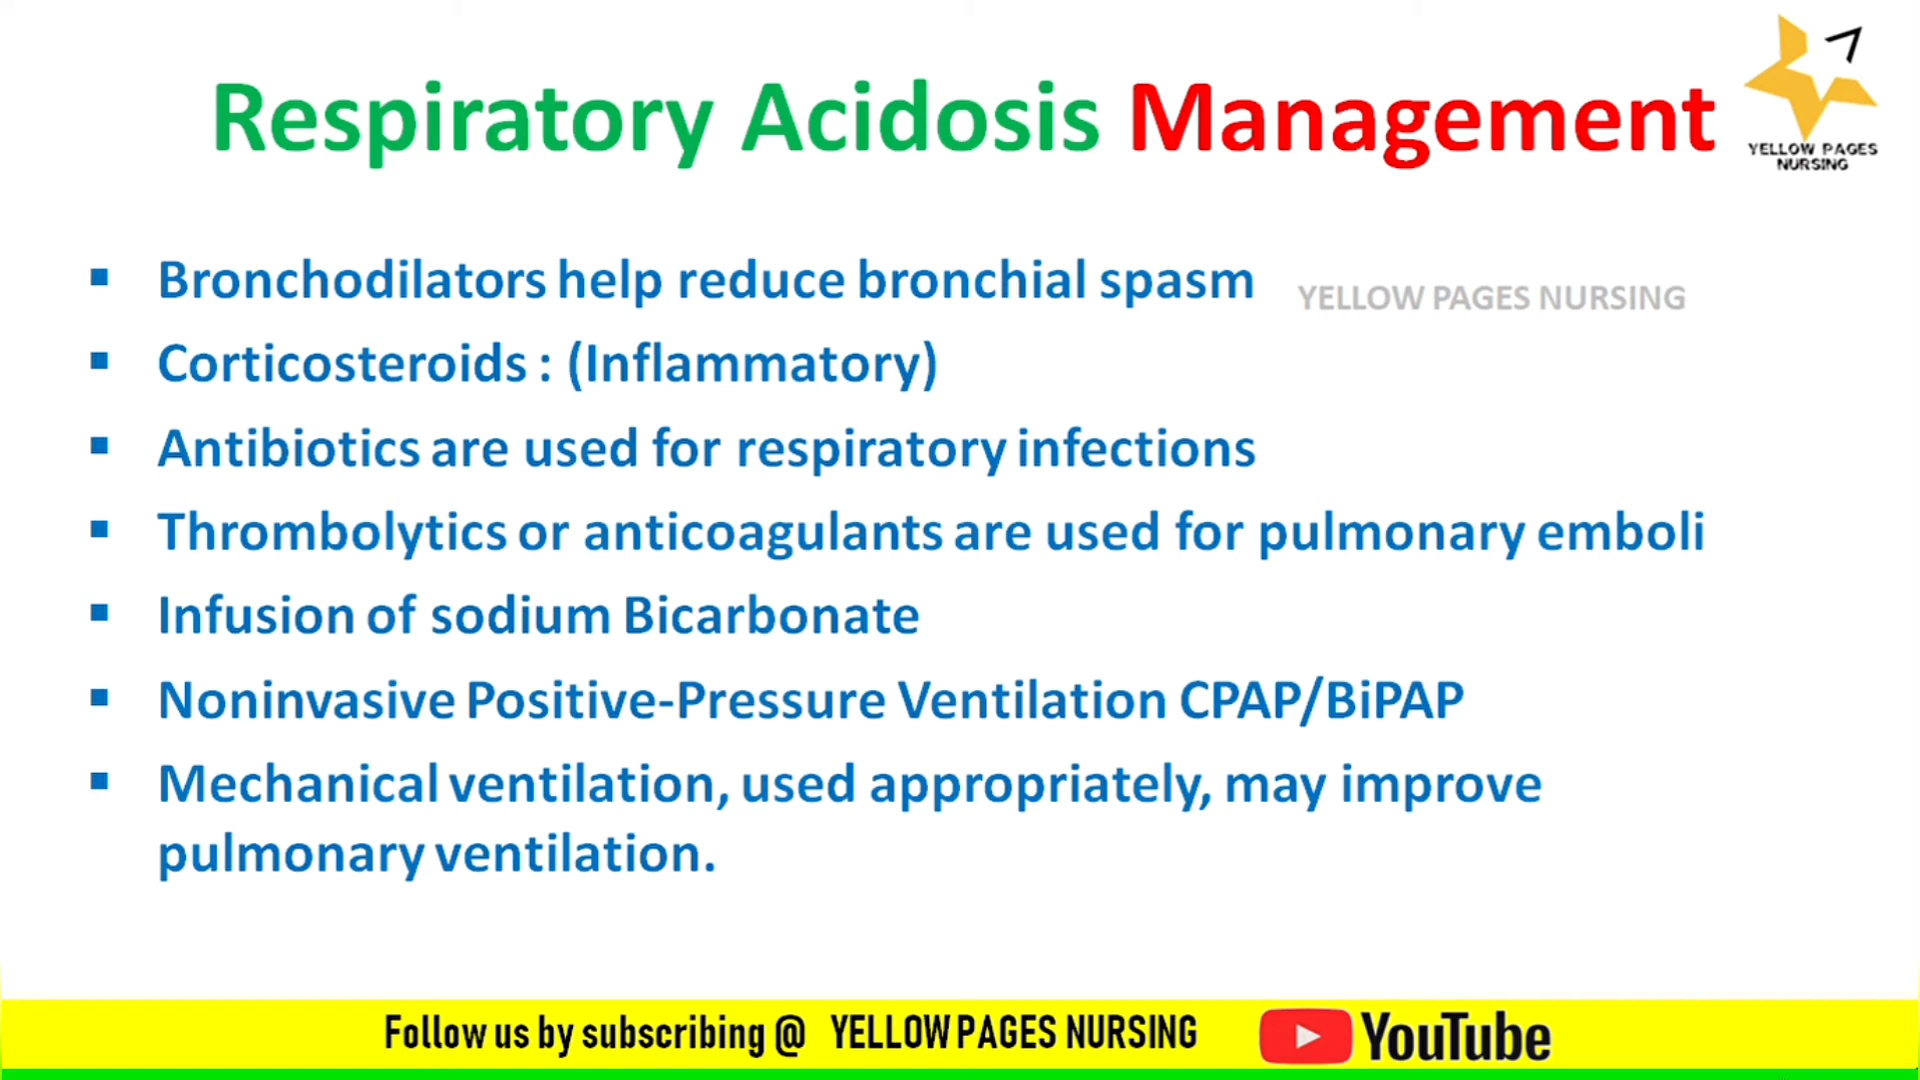 Respiratory Acidosis Management
YELLOW PAGES
NURSING
▪ Bronchodilators help reduce bronchial spasm
YELLOW PAGES NURSING
▪ Corticosteroids : (Inflammatory)
▪ Antibiotics are used for respiratory infections
▪ Thrombolytics or anticoagulants are used for pulmonary emboli
▪ Infusion of sodium Bicarbonate
▪ Noninvasive Positive-Pressure Ventilation CPAP/BiPAP
▪ Mechanical ventilation, used appropriately, may improve
pulmonary ventilation.
Follow us by subscribing @ YELLOW PAGES NURSING YouTube